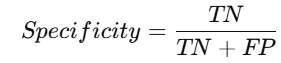 Specificity = TN / TN + FP